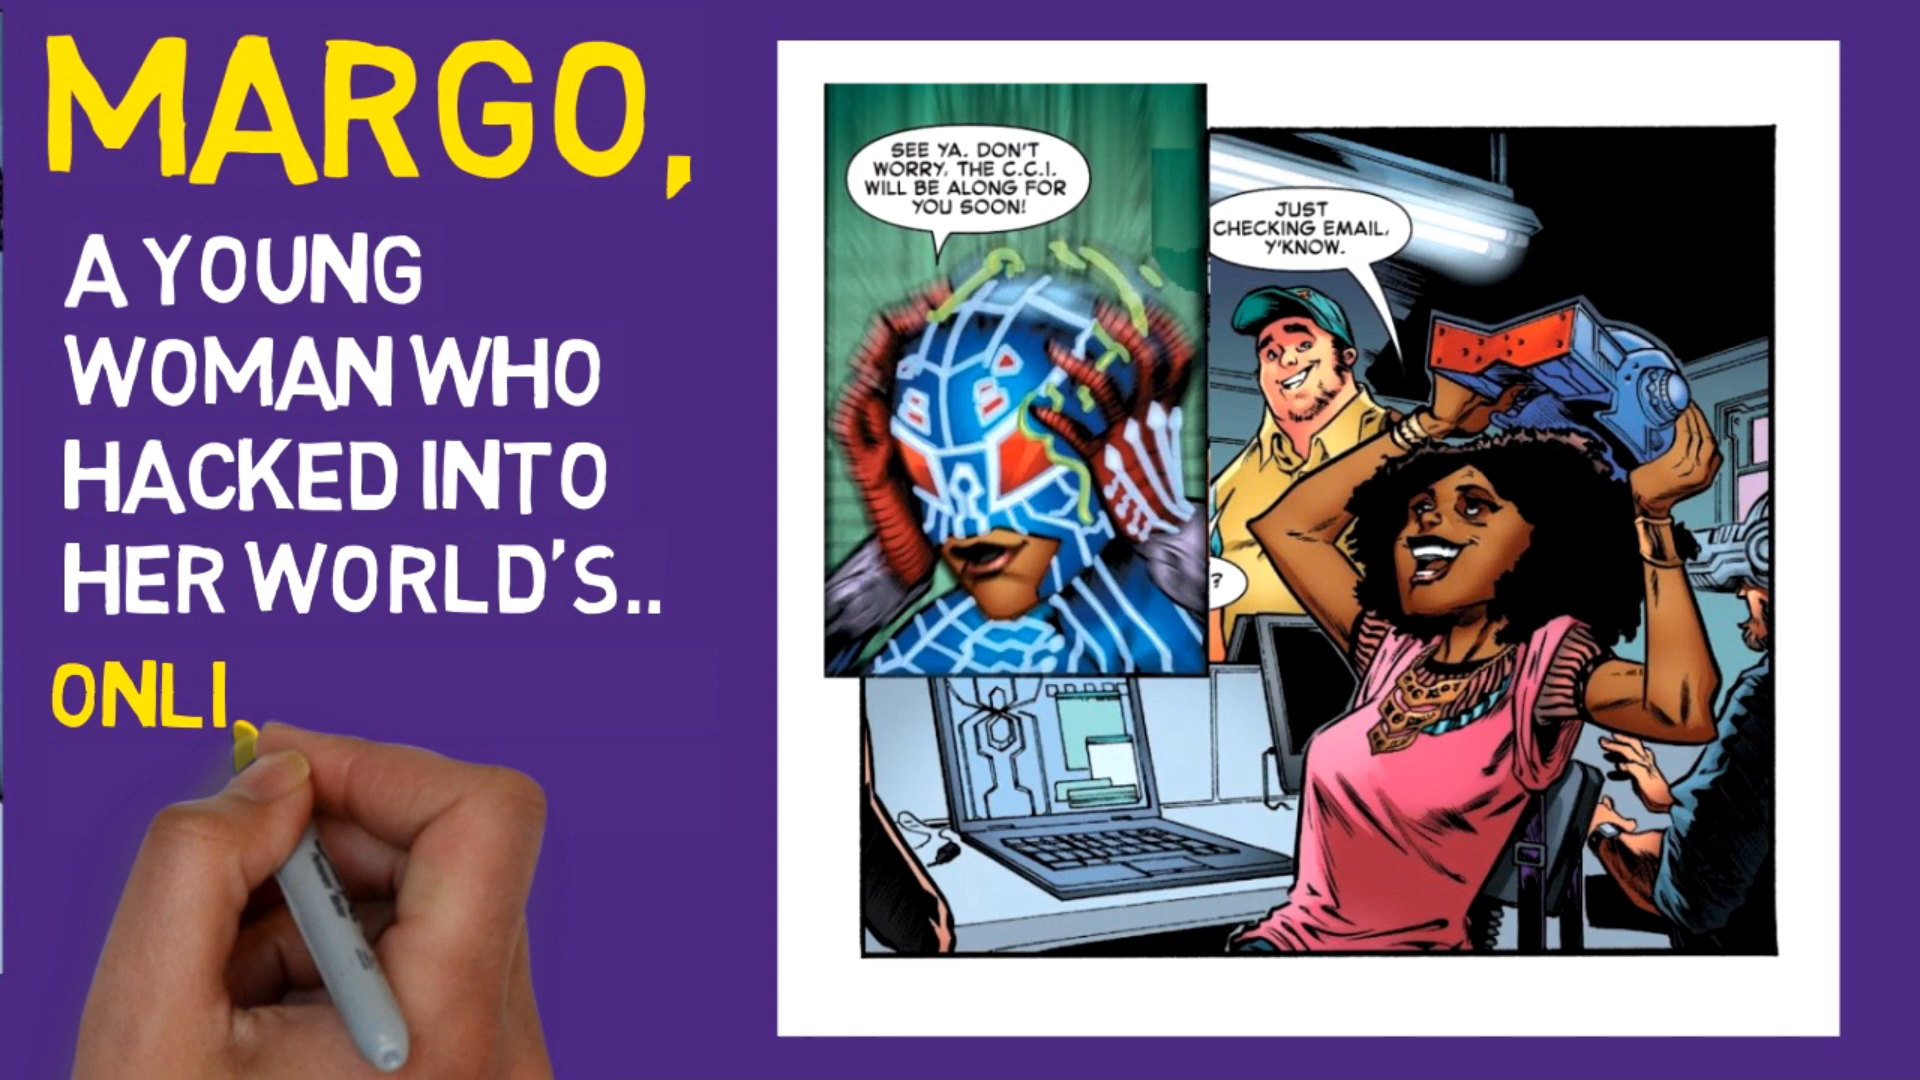 MARGO,
A YOUNG
WOMAN WHO
HACKED INTO
HER WORLD'S..
ONLI
SEE YA. DON'T
WORRY, THE C.C.I.
WILL BE ALONG FOR
YOU SOON!
JUST
CHECKING EMAIL,
Y'KNOW.
?